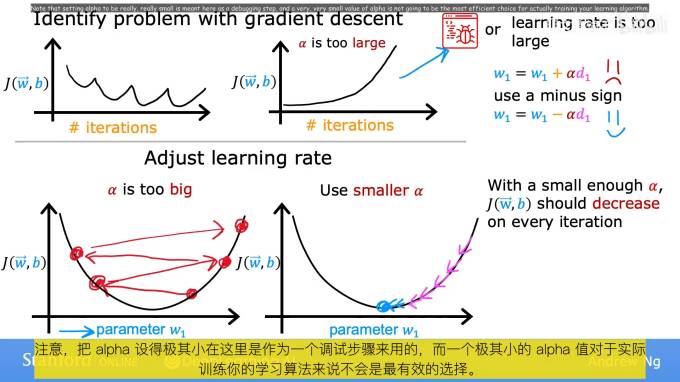 Note that setting alpha to be really, really small is meant here as a debugging step, and a very, very small value of alpha is not going to be the most efficient choice for actually training your learning algorithm.
Identify problem with gradient descent
J(w⃗, b)
# iterations
α is too large
J(w⃗, b)
# iterations
or learning rate is too large
w₁ = w₁ + αd₁
use a minus sign
w₁ = w₁ − αd₁
Adjust learning rate
α is too big
J(w⃗, b)
parameter w₁
Use smaller α
J(w⃗, b)
parameter w₁
With a small enough α,
J(w⃗, b) should decrease
on every iteration
注意，把 alpha 设得极其小在这里是作为一个调试步骤来用的，而一个极其小的 alpha 值对于实际
训练你的学习算法来说不会是最有效的选择。
Stanford ONLINE
Andrew Ng